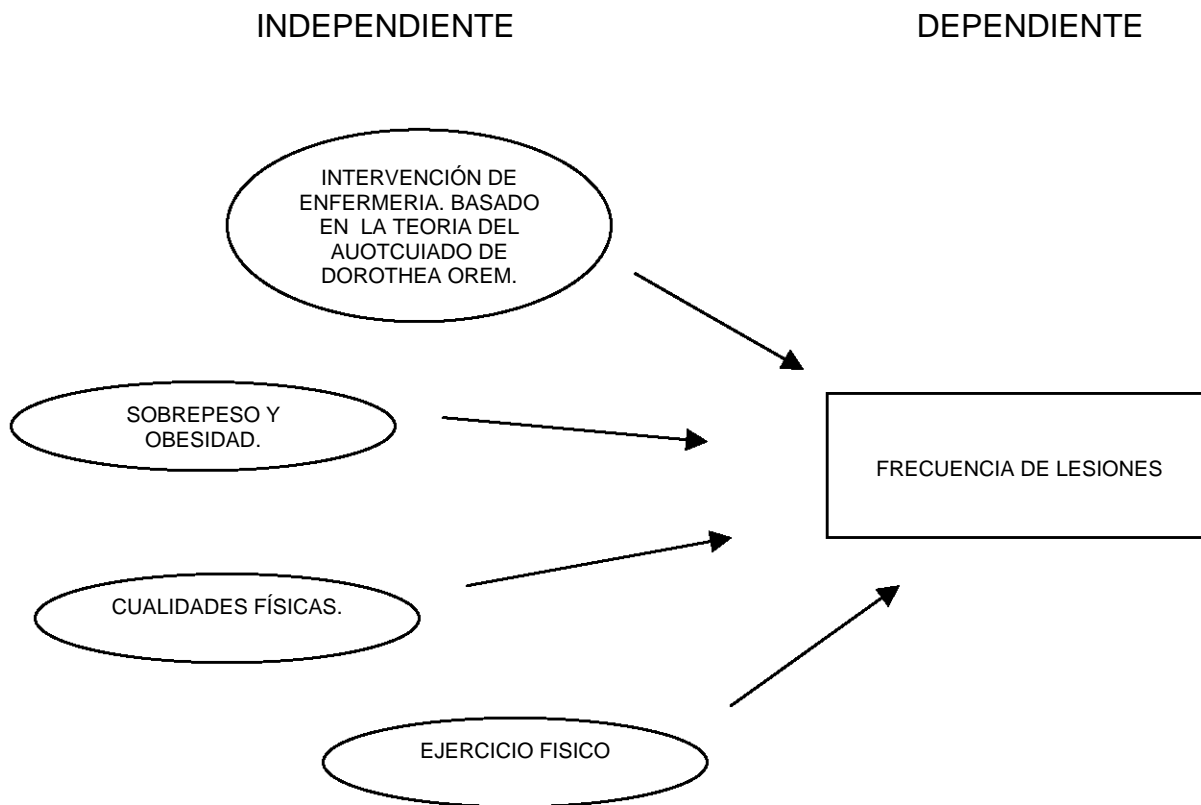 INDEPENDIENTE
DEPENDIENTE
INTERVENCIÓN DE
ENFERMERIA. BASADO
EN LA TEORIA DEL
AUOTCUIADO DE
DOROTHEA OREM.
SOBREPESO Y
OBESIDAD.
FRECUENCIA DE LESIONES
CUALIDADES FÍSICAS.
EJERCICIO FISICO